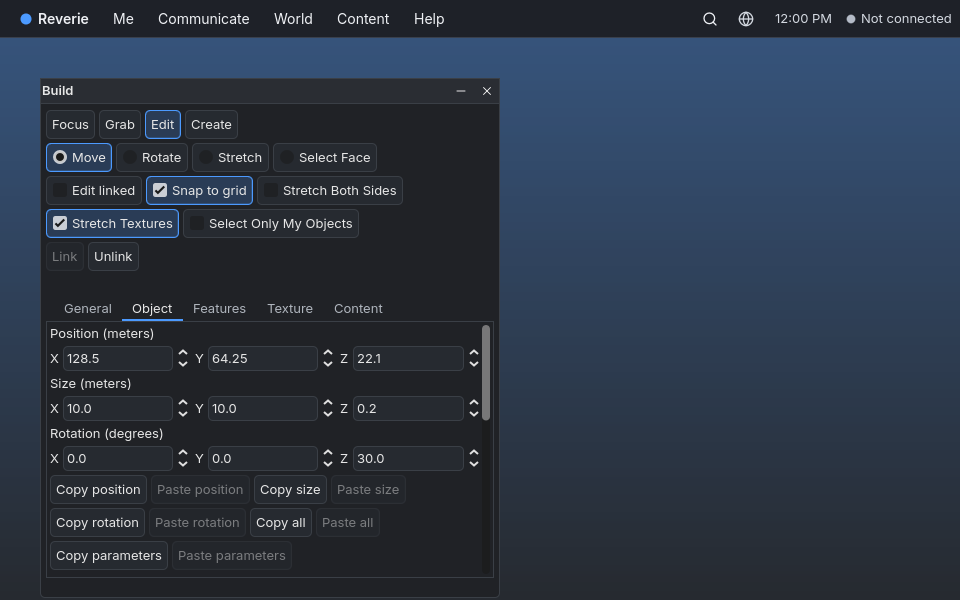 Reverie Me Communicate World Content Help 12:00 PM Not connected
Build
Focus Grab Edit Create
Move Rotate Stretch Select Face
Edit linked Snap to grid Stretch Both Sides
Stretch Textures Select Only My Objects
Link Unlink
General Object Features Texture Content
Position (meters)
X 128.5 Y 64.25 Z 22.1
Size (meters)
X 10.0 Y 10.0 Z 0.2
Rotation (degrees)
X 0.0 Y 0.0 Z 30.0
Copy position Paste position Copy size Paste size
Copy rotation Paste rotation Copy all Paste all
Copy parameters Paste parameters